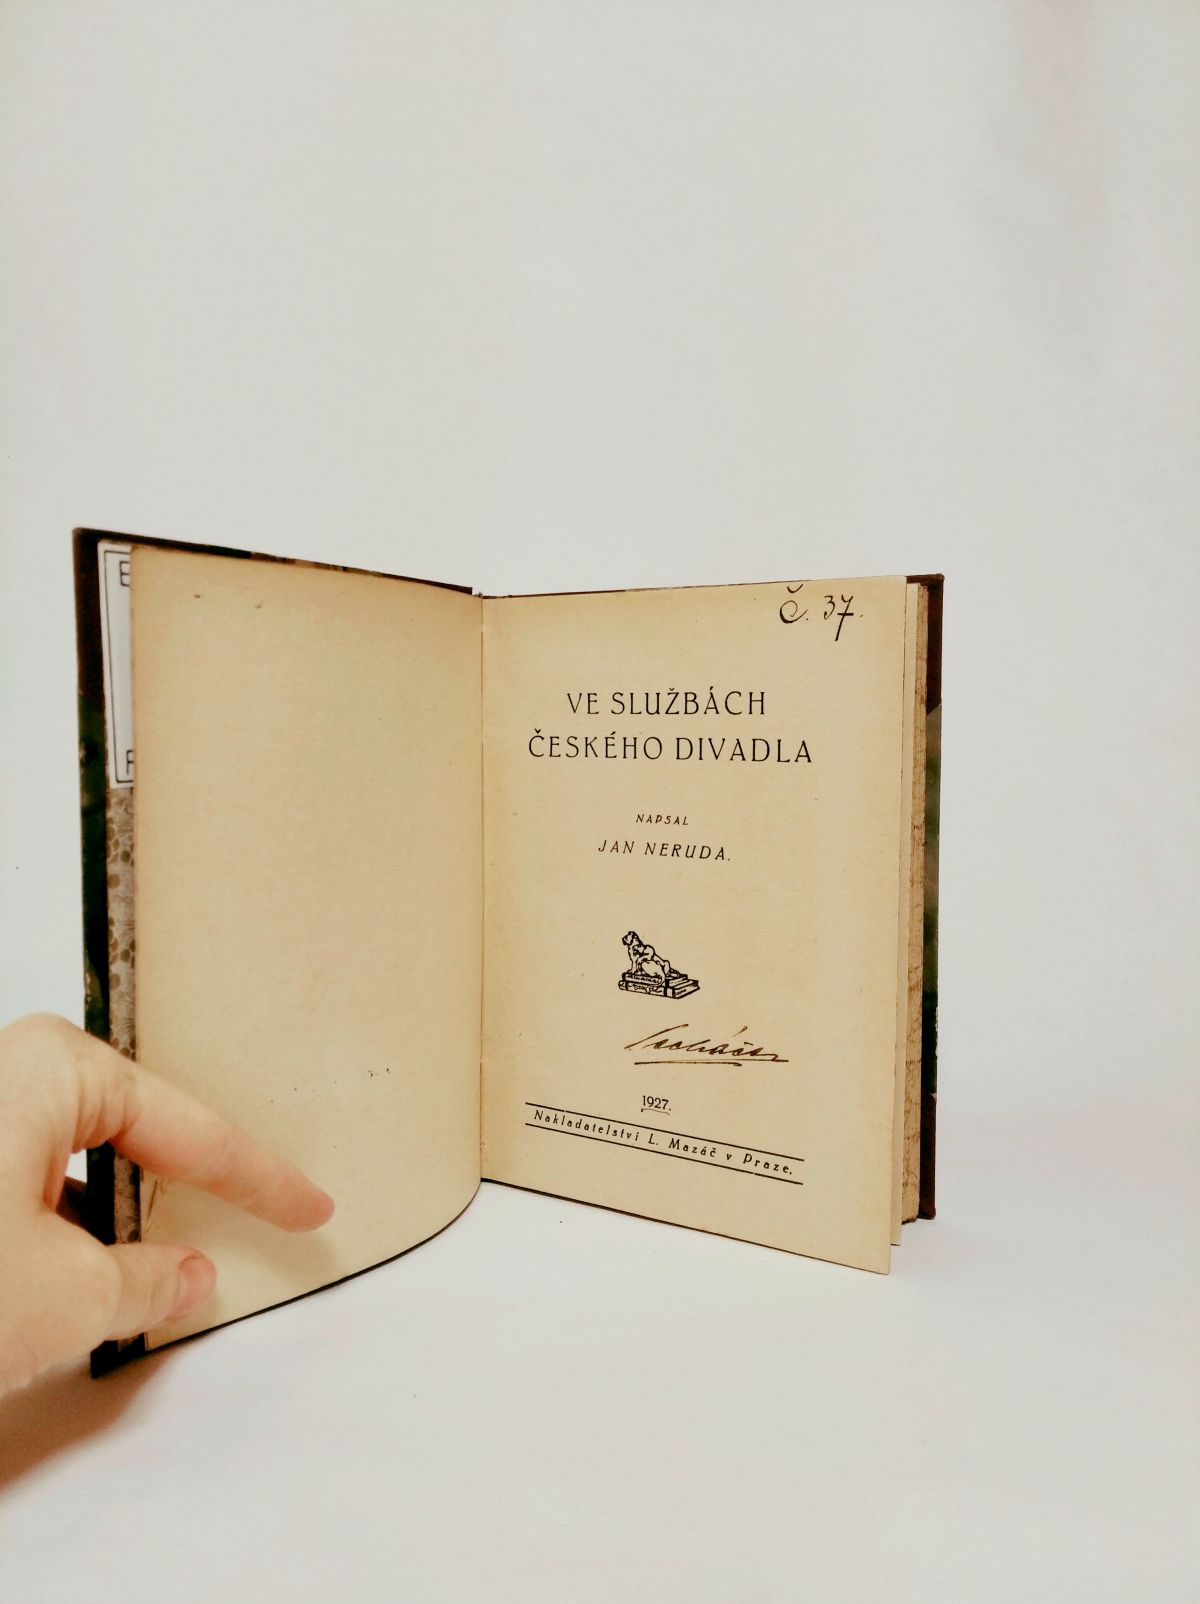 Č. 37.
VE SLUŽBÁCH
ČESKÉHO DIVADLA
NAPSAL
JAN NERUDA.
1927.
Nakladatelství L. Mazáč v Praze.